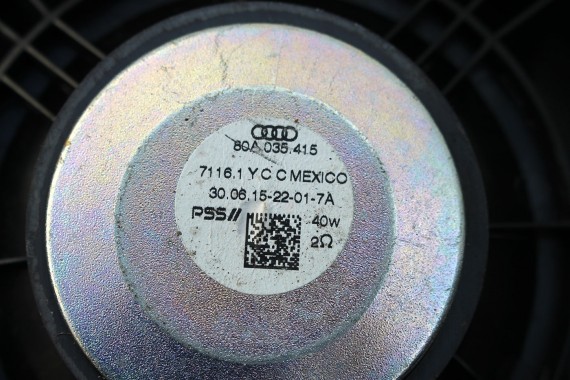 80A.035.415
7116.1 Y C C MEXICO
30.06.15-22-01-7A
PSS// 40W
2Ω